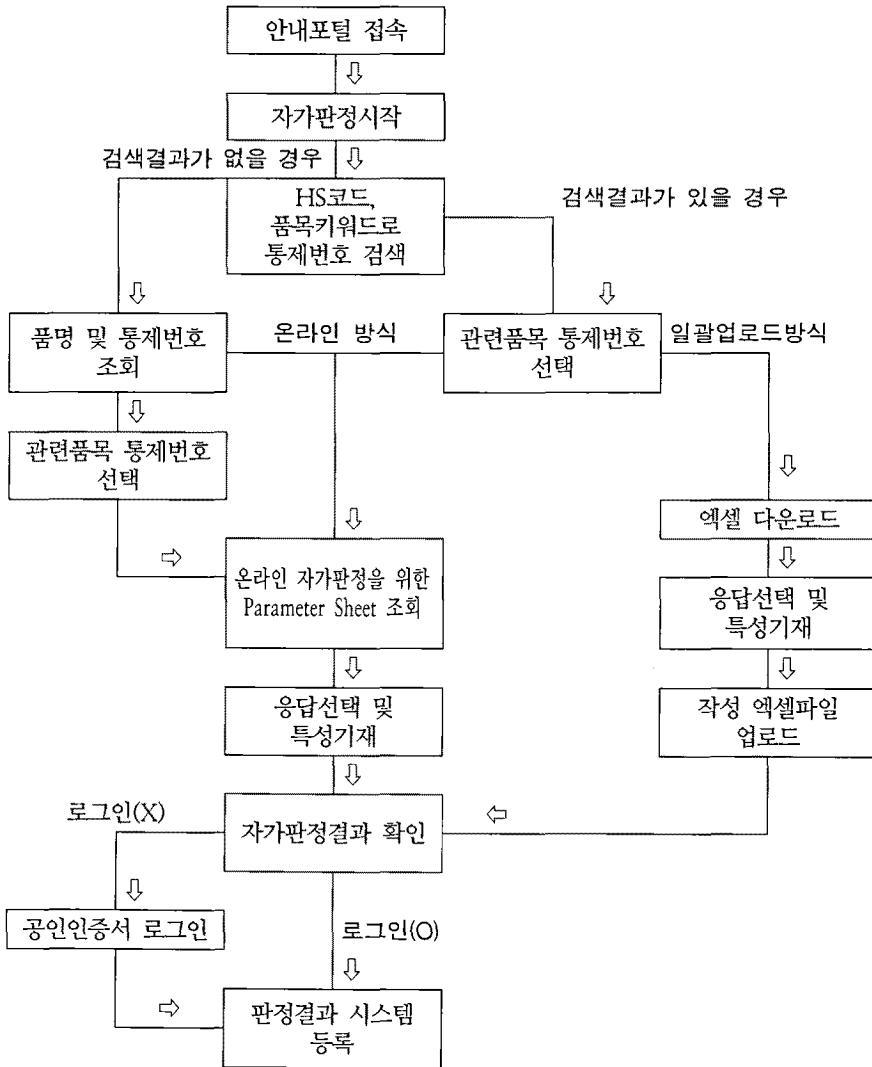 안내포털 접속
자가판정시작
검색결과가 없을 경우
HS코드,
품목키워드로
통제번호 검색
검색결과가 있을 경우
품명 및 통제번호
조회
온라인 방식
관련품목 통제번호
선택
일괄업로드방식
관련품목 통제번호
선택
엑셀 다운로드
온라인 자가판정을 위한
Parameter Sheet 조회
응답선택 및
특성기재
응답선택 및
특성기재
작성 엑셀파일
업로드
로그인(X)
자가판정결과 확인
공인인증서 로그인
로그인(O)
판정결과 시스템
등록